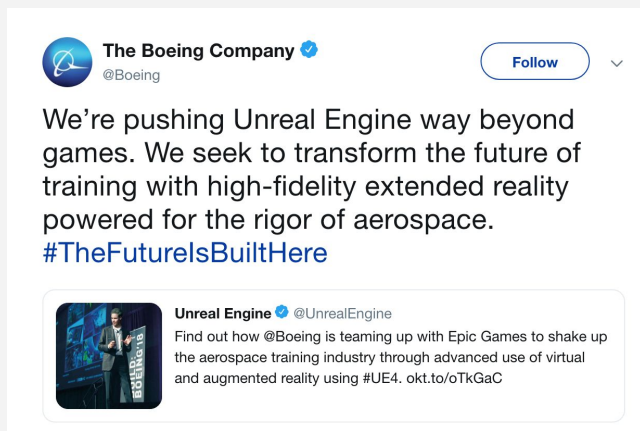 The Boeing Company
@Boeing
Follow
We’re pushing Unreal Engine way beyond
games. We seek to transform the future of
training with high-fidelity extended reality
powered for the rigor of aerospace.
#TheFutureIsBuiltHere
Unreal Engine @UnrealEngine
Find out how @Boeing is teaming up with Epic Games to shake up
the aerospace training industry through advanced use of virtual
and augmented reality using #UE4. okt.to/oTkGaC
BUILD.
BOEING'18